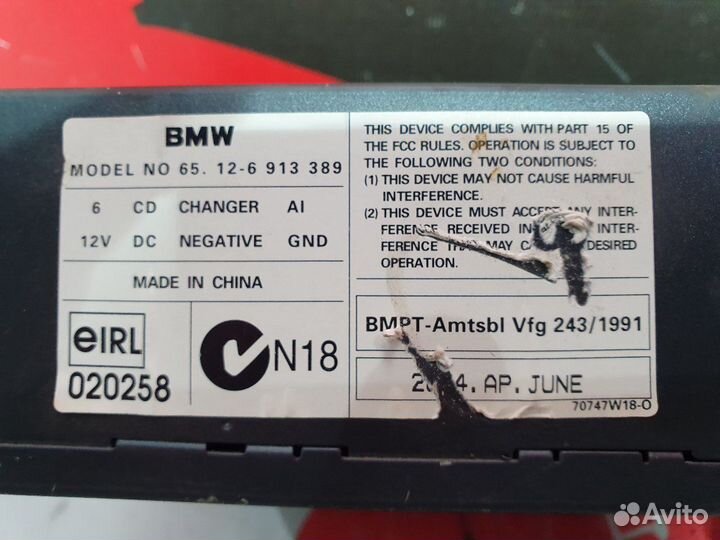 BMW
MODEL NO 65. 12-6 913 389
6 CD CHANGER AI
12V DC NEGATIVE GND
MADE IN CHINA
eIRL
020258
N18
THIS DEVICE COMPLIES WITH PART 15 OF
THE FCC RULES. OPERATION IS SUBJECT TO
THE FOLLOWING TWO CONDITIONS:
(1) THIS DEVICE MAY NOT CAUSE HARMFUL
INTERFERENCE.
(2) THIS DEVICE MUST ACCEPT ANY INTER-
FERENCE RECEIVED INTER-
FERENCE THAT MAY DESIRED
OPERATION.
BMPT-Amtsbl Vfg 243/1991
AP. JUNE
70747W18-O
Avito